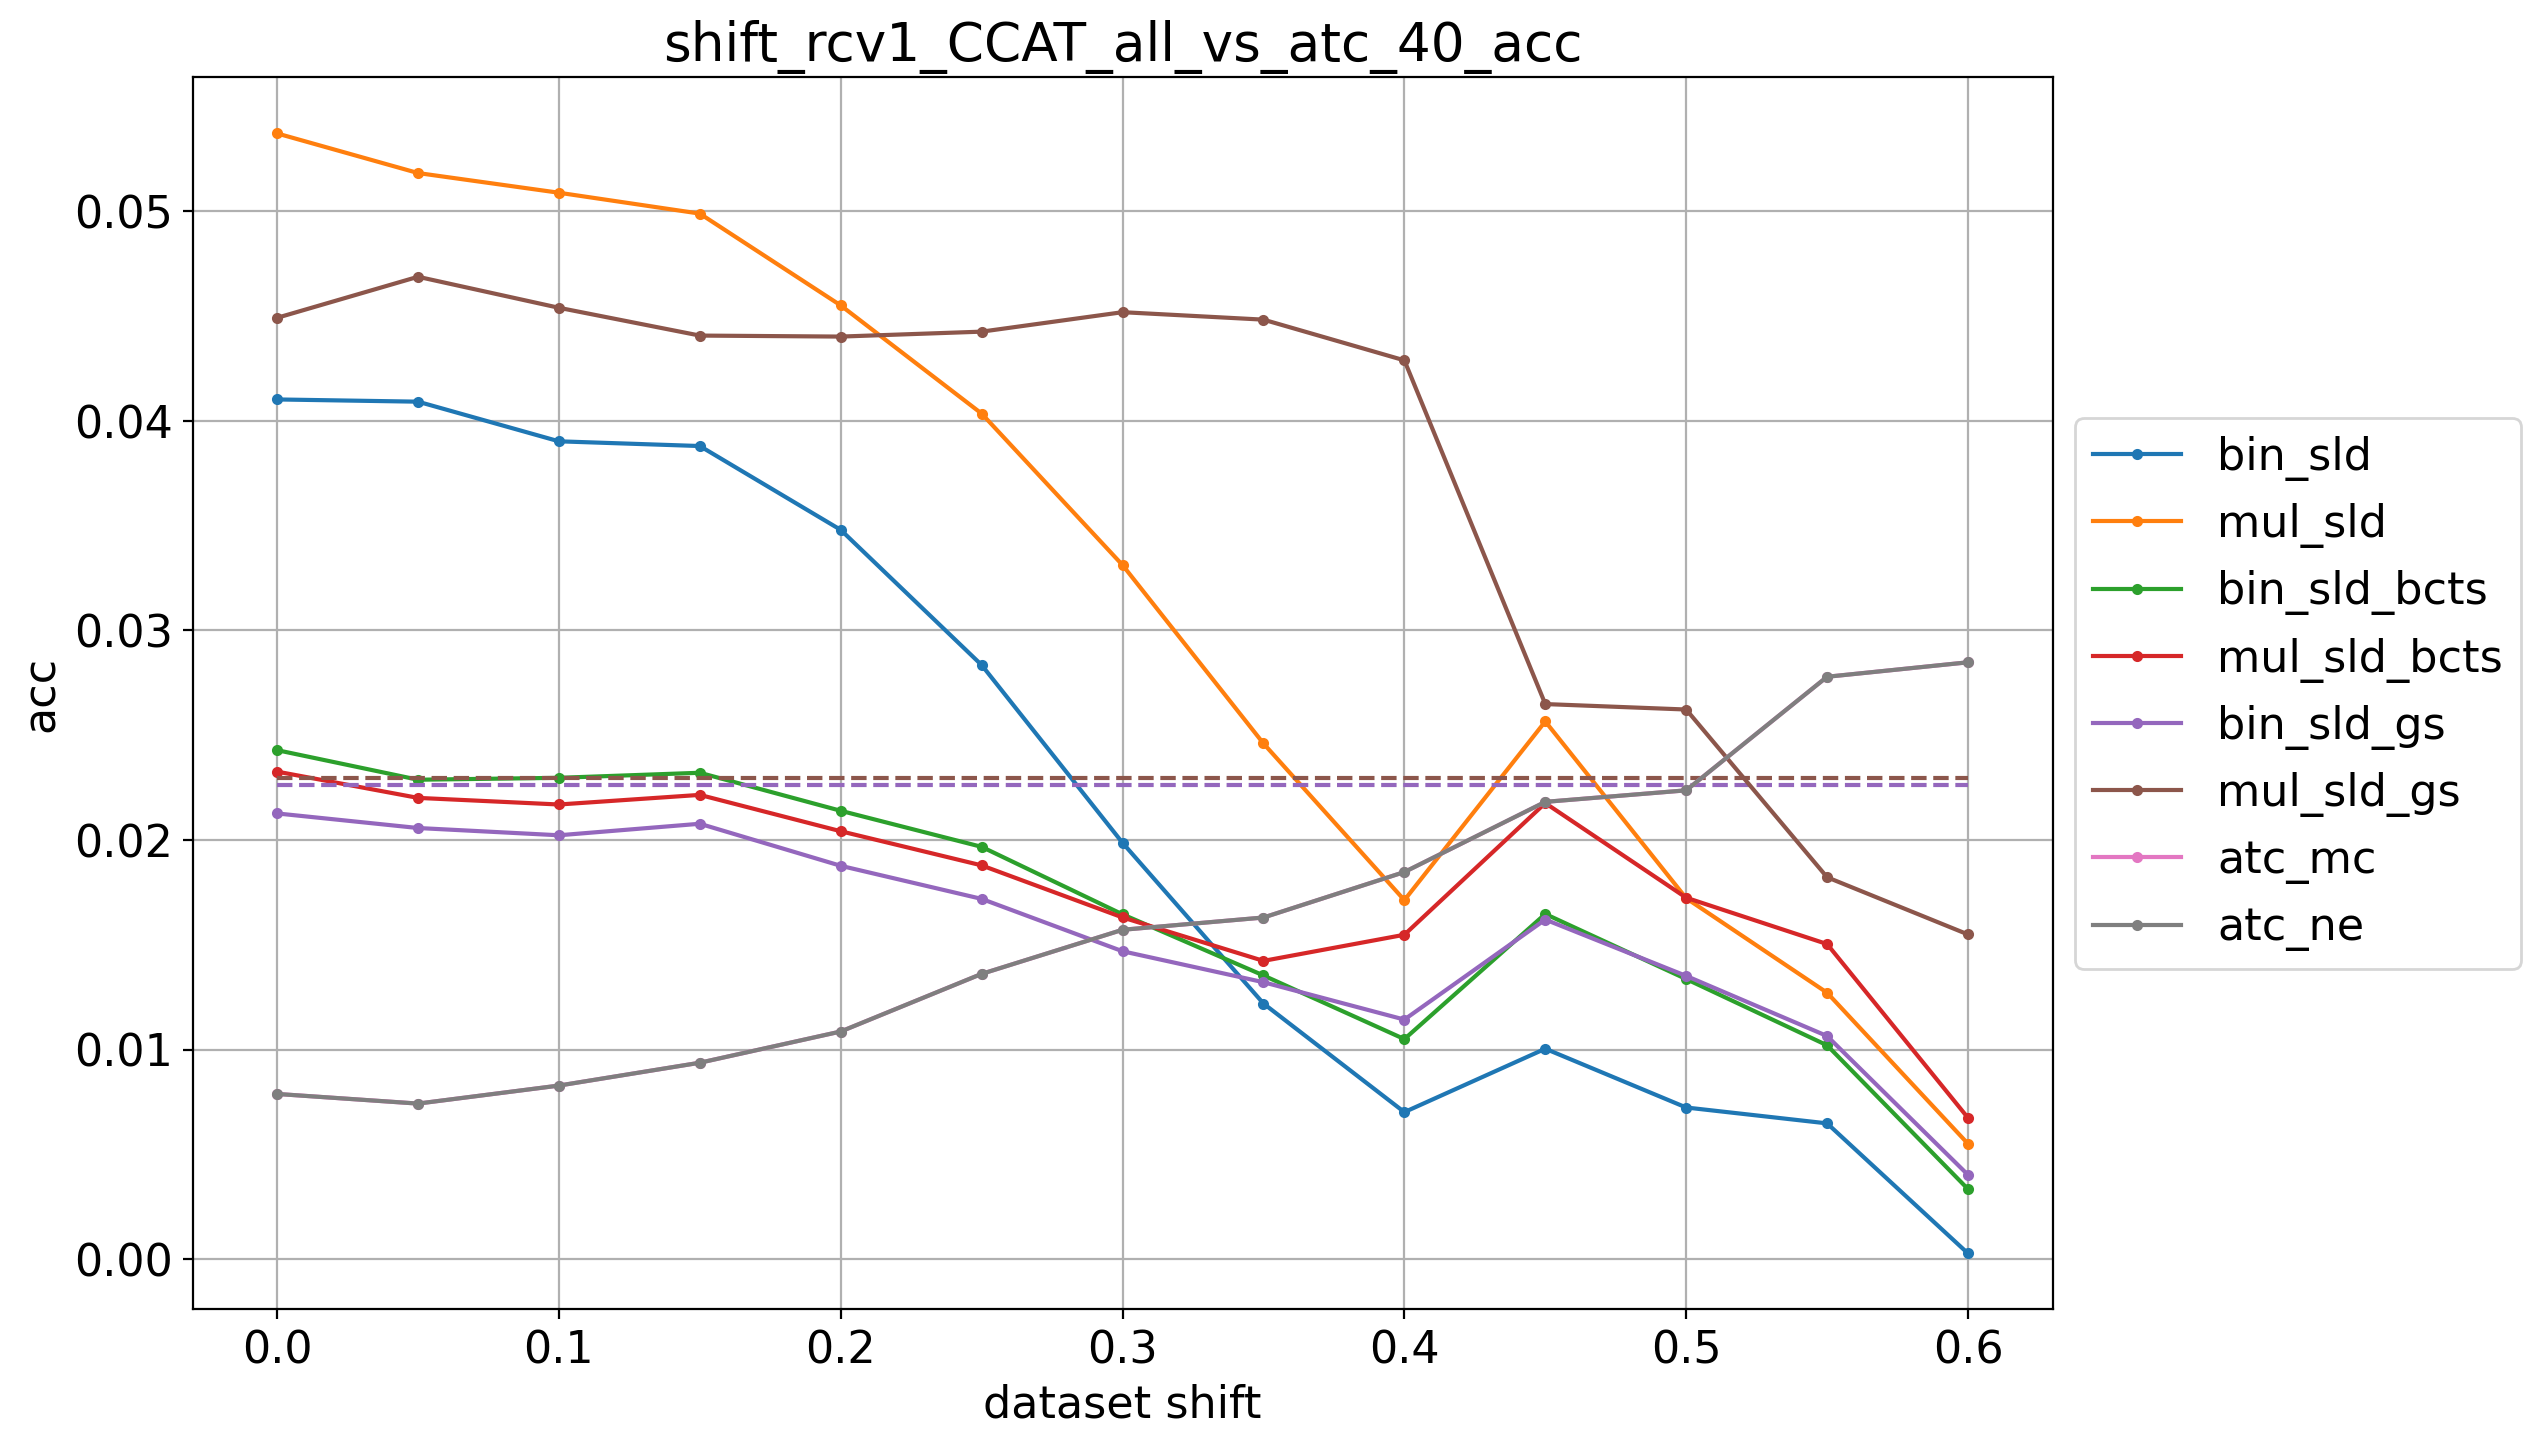 shift_rcv1_CCAT_all_vs_atc_40_acc
acc
0.05
0.04
0.03
0.02
0.01
0.00
0.0 0.1 0.2 0.3 0.4 0.5 0.6
dataset shift
bin_sld
mul_sld
bin_sld_bcts
mul_sld_bcts
bin_sld_gs
mul_sld_gs
atc_mc
atc_ne